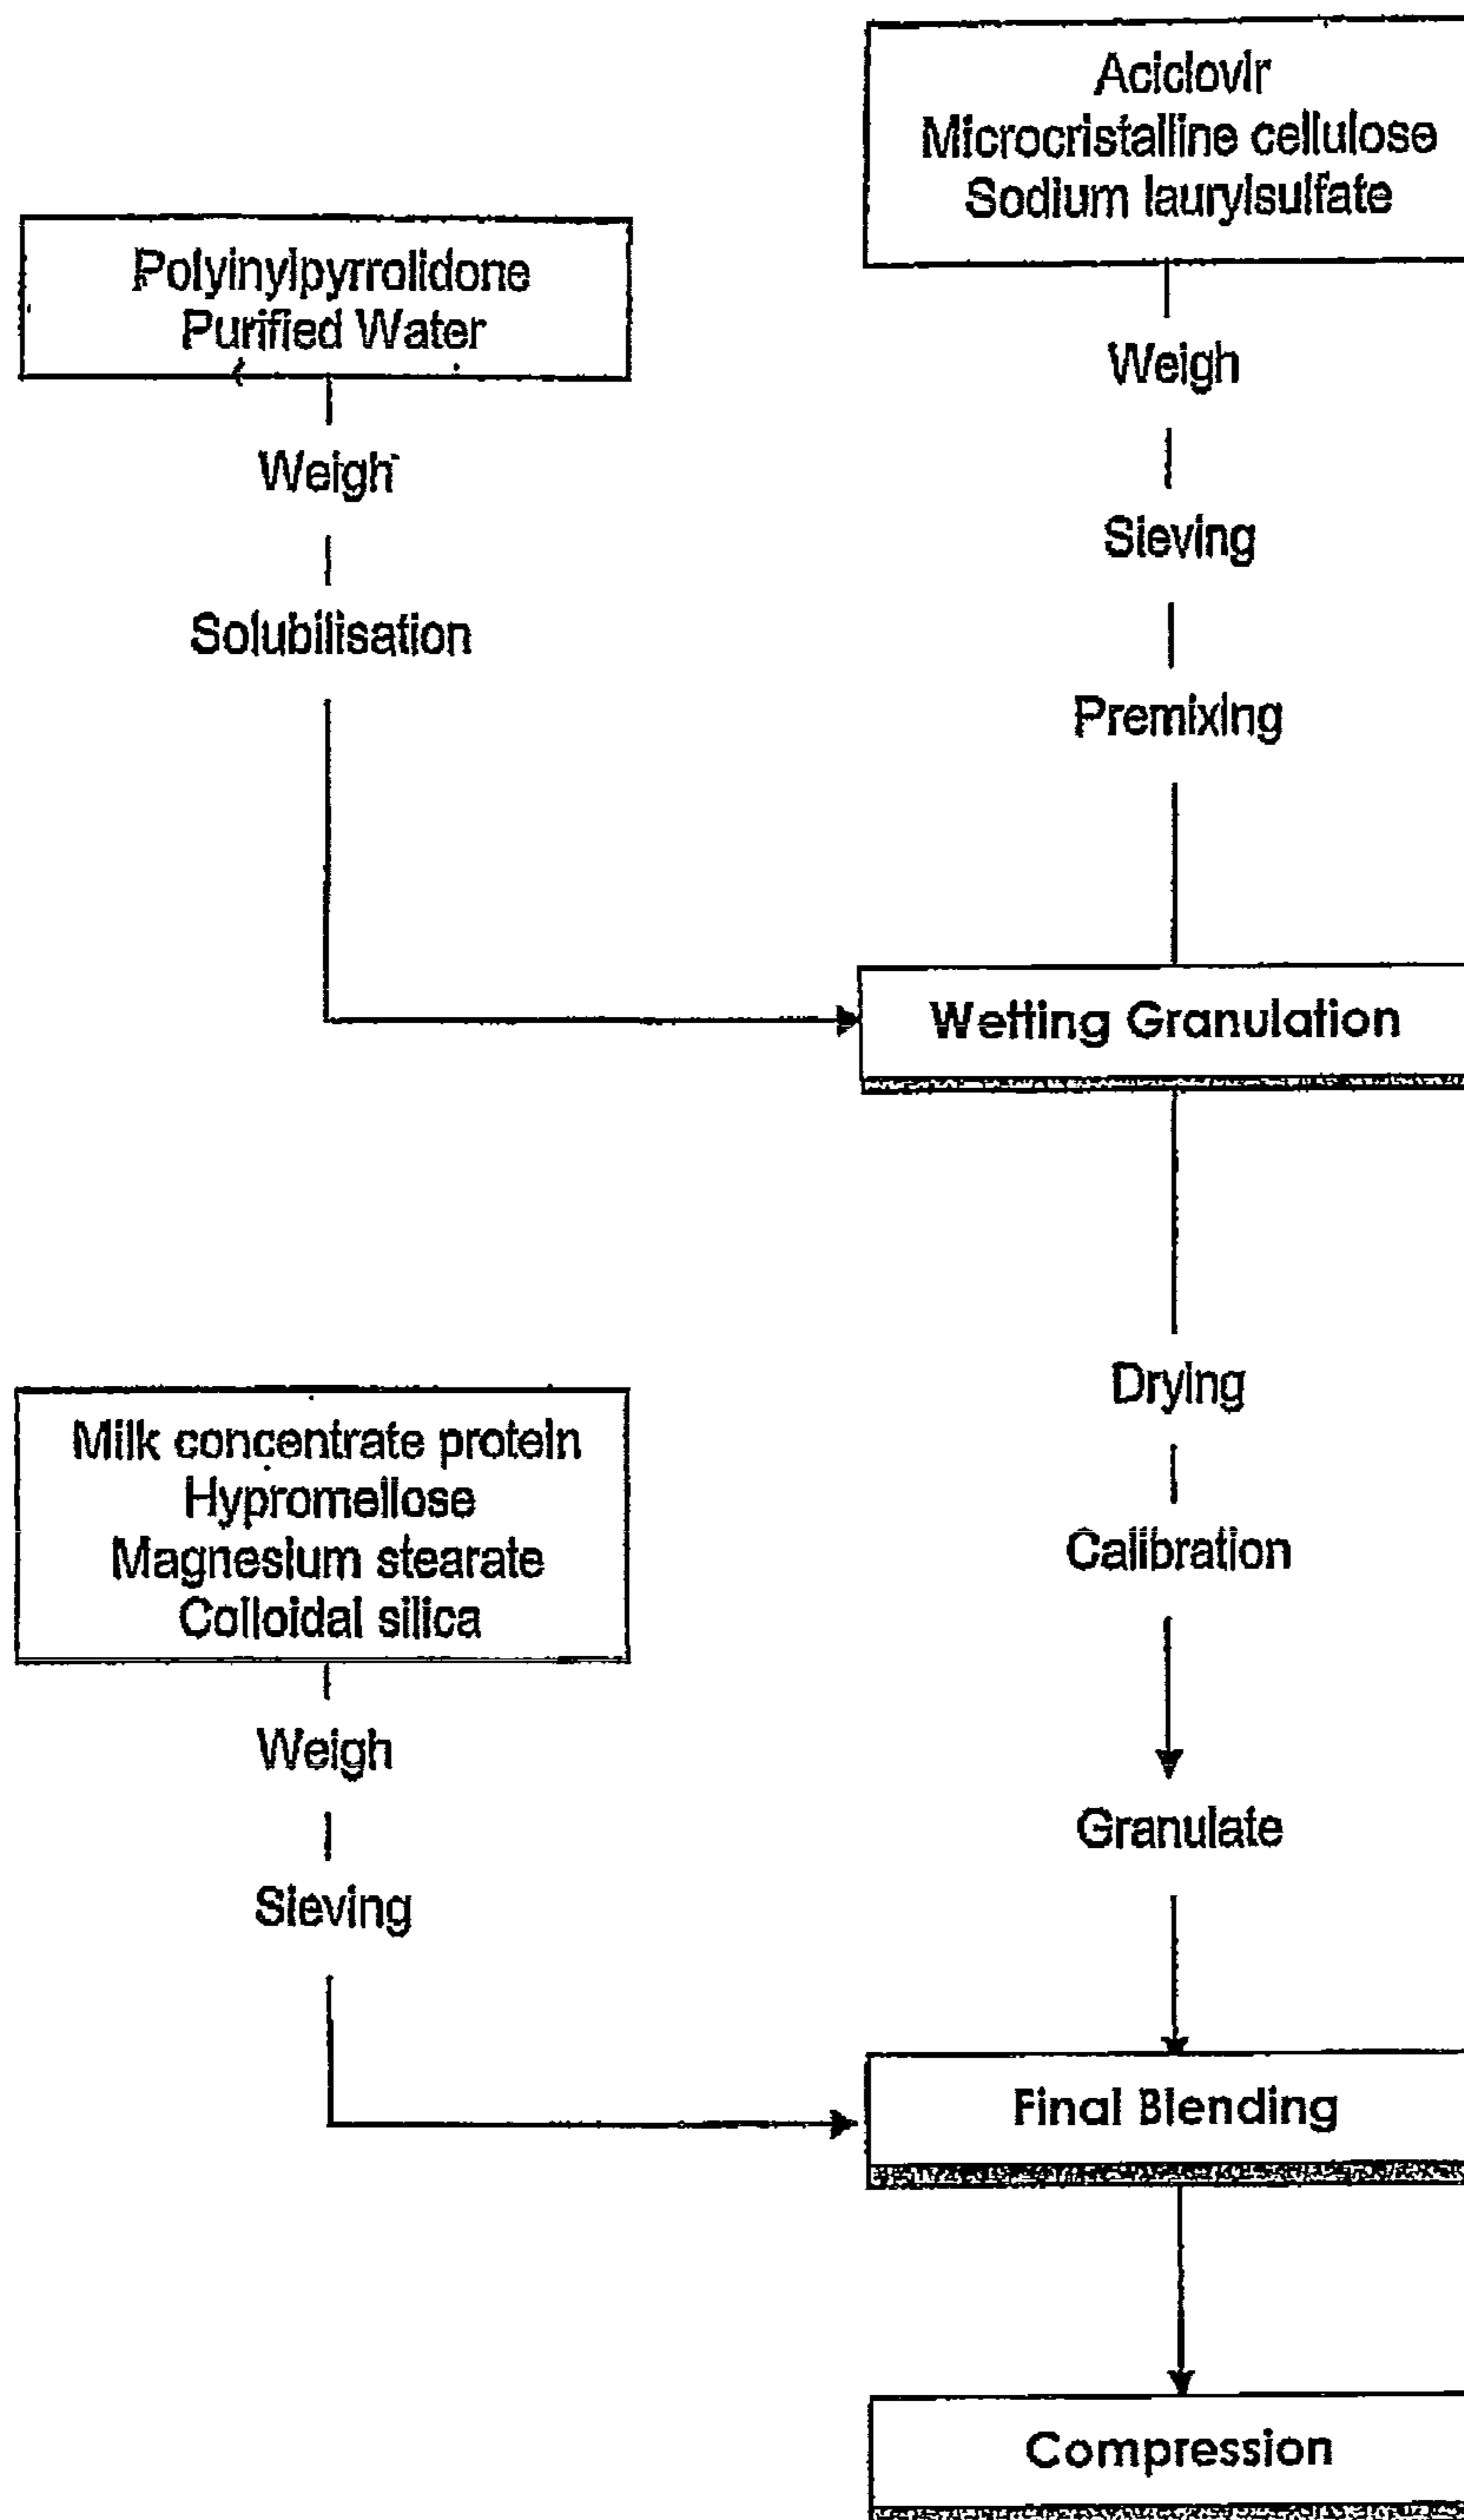 Aciclovir
Microcristalline cellulose
Sodium laurylsulfate
Polyinylpyrrolidone
Purified Water
Weigh
Weigh
Sieving
Solubilisation
Premixing
Wetting Granulation
Drying
Milk concentrate protein
Hypromellose
Magnesium stearate
Colloidal silica
Calibration
Weigh
Granulate
Sieving
Final Blending
Compression